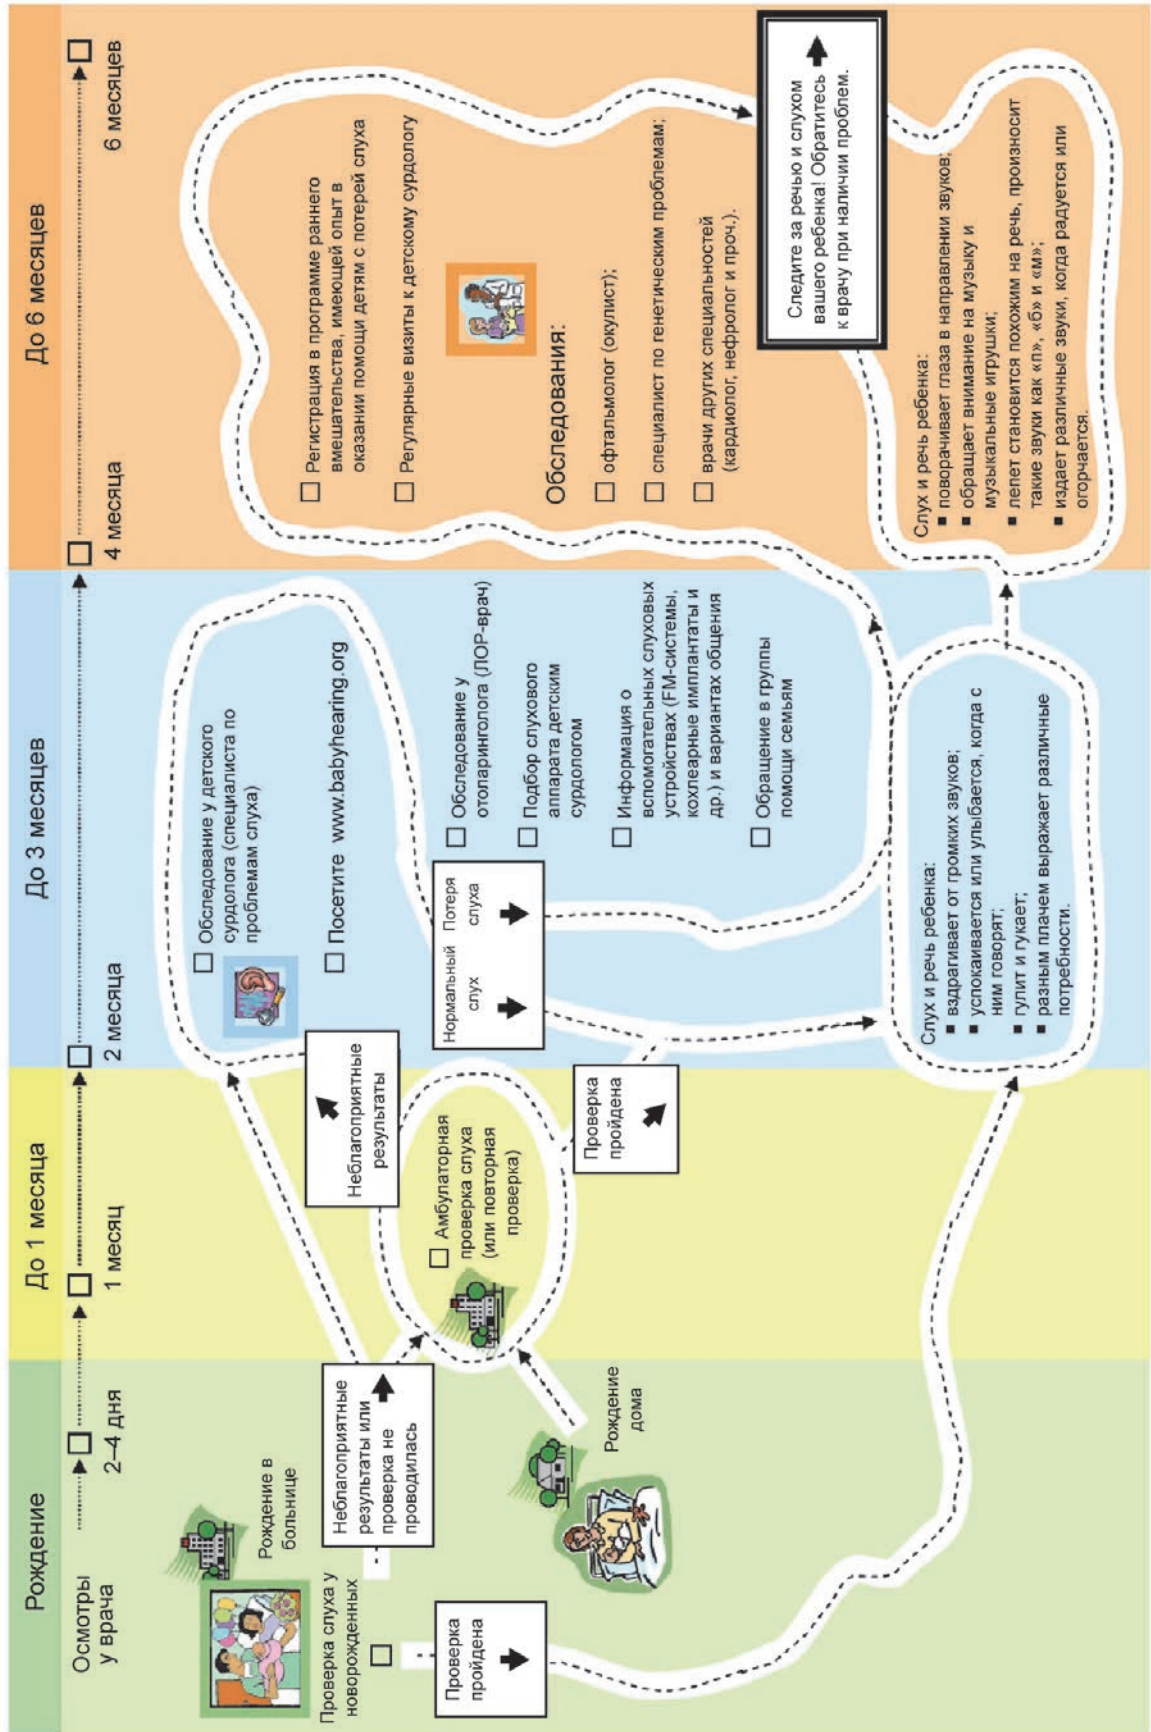 Рождение
До 1 месяца
До 3 месяцев
До 6 месяцев
Осмотры
у врача
2–4 дня
1 месяц
2 месяца
4 месяца
6 месяцев
Рождение в
больнице
Проверка слуха у
новорожденных
Неблагоприятные
результаты или
проверка не
проводилась
Проверка
пройдена
Рождение
дома
Неблагоприятные
результаты
Амбулаторная
проверка слуха
(или повторная
проверка)
Проверка
пройдена
Обследование у детского
сурдолога (специалиста по
проблемам слуха)
Посетите www.babyhearing.org
Нормальный
слух
Потеря
слуха
Обследование у
отопаринголога (ЛОР-врач)
Подбор слухового
аппарата детским
сурдологом
Информация о
вспомогательных слуховых
устройствах (FM-системы,
кохлеарные имплантаты и
др.) и вариантах общения
Обращение в группы
помощи семьям
Слух и речь ребенка:
▪ вздрагивает от громких звуков;
▪ успокаивается или улыбается, когда с
ним говорят;
▪ гулит и гукает;
▪ разным плачем выражает различные
потребности.
Регистрация в программе раннего
вмешательства, имеющей опыт в
оказании помощи детям с потерей слуха
Регулярные визиты к детскому сурдологу
Обследования:
офтальмолог (окулист);
специалист по генетическим проблемам;
врачи других специальностей
(кардиолог, нефролог и проч.).
Следите за речью и слухом
вашего ребенка! Обратитесь
к врачу при наличии проблем.
Слух и речь ребенка:
▪ поворачивает глаза в направлении звуков;
▪ обращает внимание на музыку и
музыкальные игрушки;
▪ лепет становится похожим на речь, произносит
такие звуки как «п», «б» и «м»;
▪ издает различные звуки, когда радуется или
огорчается.